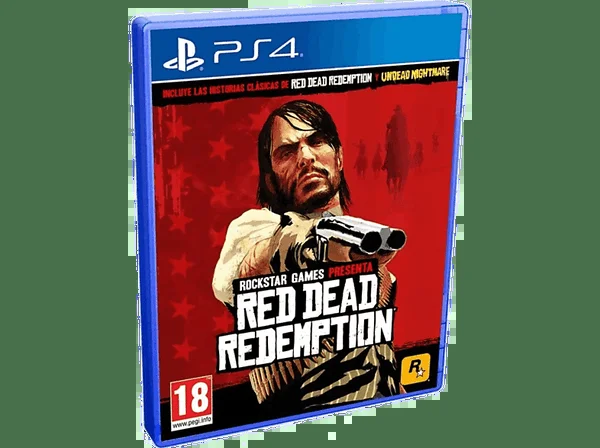 PS4
INCLUYE LAS HISTORIAS CLÁSICAS DE RED DEAD REDEMPTION Y UNDEAD NIGHTMARE
ROCKSTAR GAMES PRESENTA
RED DEAD
REDEMPTION
18
www.pegi.info
R